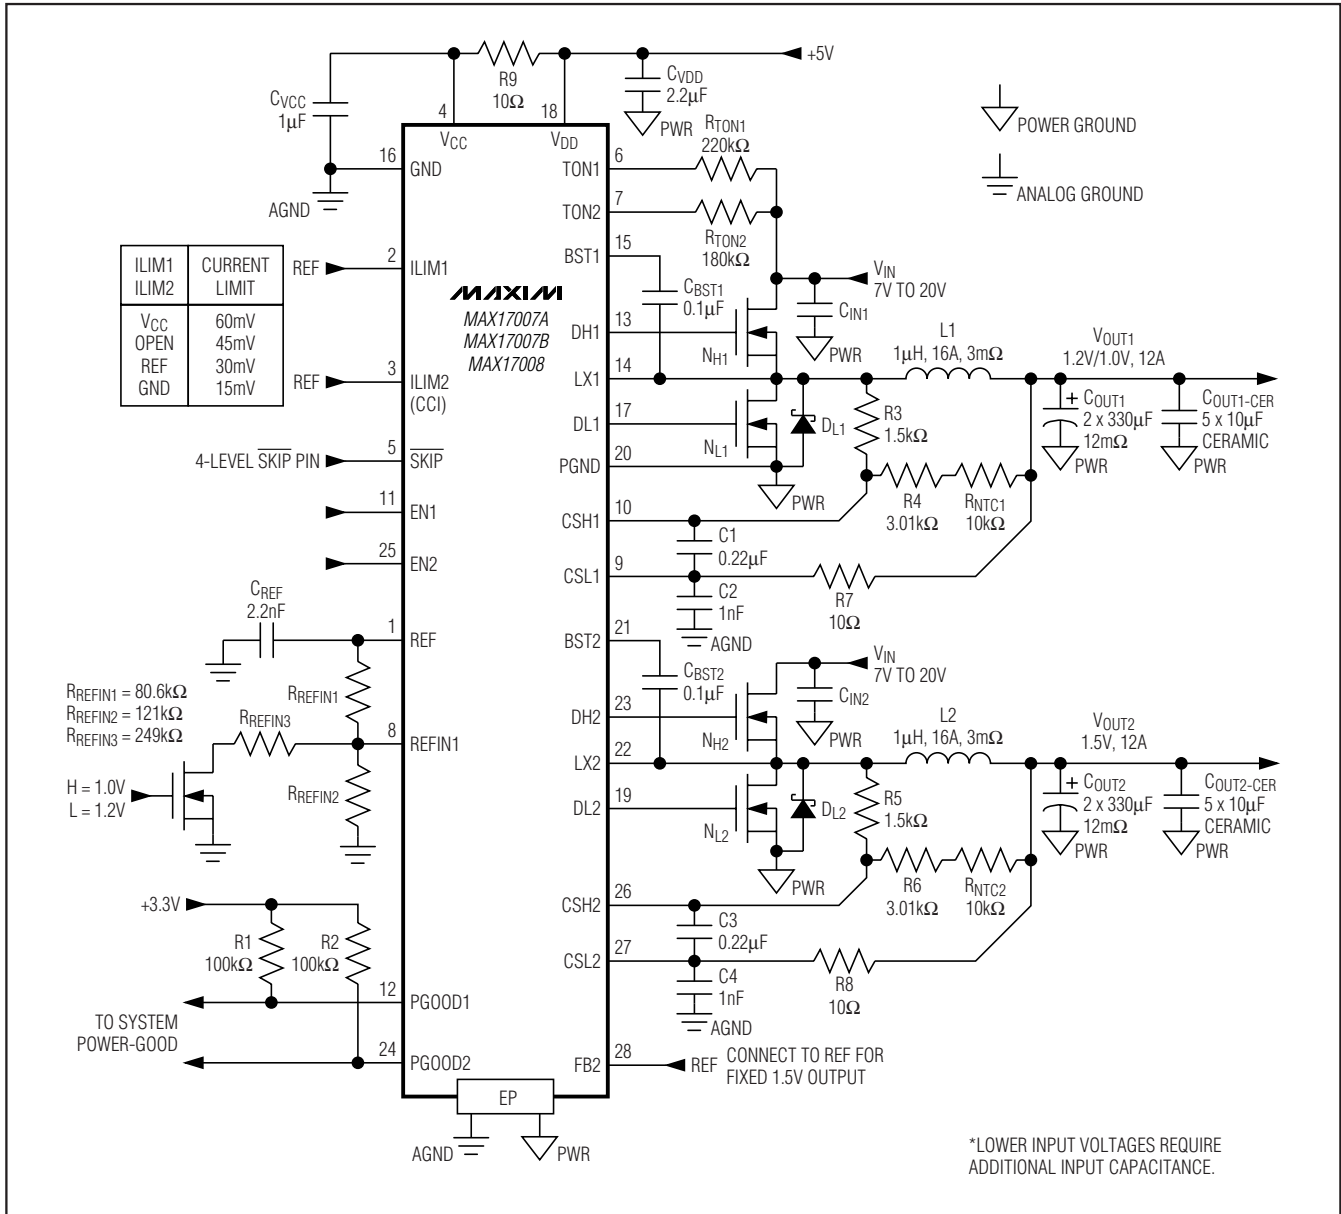 +5V
R9
10Ω
CVCC
1µF
CVDD
2.2µF
PWR
4
18
VCC
VDD
16
GND
AGND
RTON1
220kΩ
6
TON1
7
TON2
RTON2
180kΩ
POWER GROUND
ANALOG GROUND
ILIM1
ILIM2
CURRENT
LIMIT
VCC
60mV
OPEN
45mV
REF
30mV
GND
15mV
REF
2
ILIM1
REF
3
ILIM2
(CCI)
MAXIM
MAX17007A
MAX17007B
MAX17008
15
BST1
CBST1
0.1µF
VIN
7V TO 20V
CIN1
PWR
13
DH1
NH1
14
LX1
L1
1µH, 16A, 3mΩ
VOUT1
1.2V/1.0V, 12A
17
DL1
NL1
DL1
R3
1.5kΩ
+
COUT1
2 x 330µF
12mΩ
PWR
COUT1-CER
5 x 10µF
CERAMIC
PWR
20
PGND
PWR
R4
3.01kΩ
RNTC1
10kΩ
4-LEVEL SKIP PIN
5
SKIP
11
EN1
25
EN2
10
CSH1
C1
0.22µF
9
CSL1
C2
1nF
AGND
R7
10Ω
CREF
2.2nF
1
REF
RREFIN1 = 80.6kΩ
RREFIN2 = 121kΩ
RREFIN3 = 249kΩ
RREFIN1
RREFIN3
8
REFIN1
RREFIN2
H = 1.0V
L = 1.2V
21
BST2
CBST2
0.1µF
VIN
7V TO 20V
CIN2
PWR
23
DH2
NH2
22
LX2
L2
1µH, 16A, 3mΩ
VOUT2
1.5V, 12A
19
DL2
NL2
DL2
R5
1.5kΩ
+
COUT2
2 x 330µF
12mΩ
PWR
COUT2-CER
5 x 10µF
CERAMIC
PWR
PWR
R6
3.01kΩ
RNTC2
10kΩ
+3.3V
R1
100kΩ
R2
100kΩ
12
PGOOD1
TO SYSTEM
POWER-GOOD
24
PGOOD2
26
CSH2
C3
0.22µF
27
CSL2
C4
1nF
AGND
R8
10Ω
28
FB2
REF
CONNECT TO REF FOR
FIXED 1.5V OUTPUT
EP
AGND
PWR
*LOWER INPUT VOLTAGES REQUIRE
ADDITIONAL INPUT CAPACITANCE.